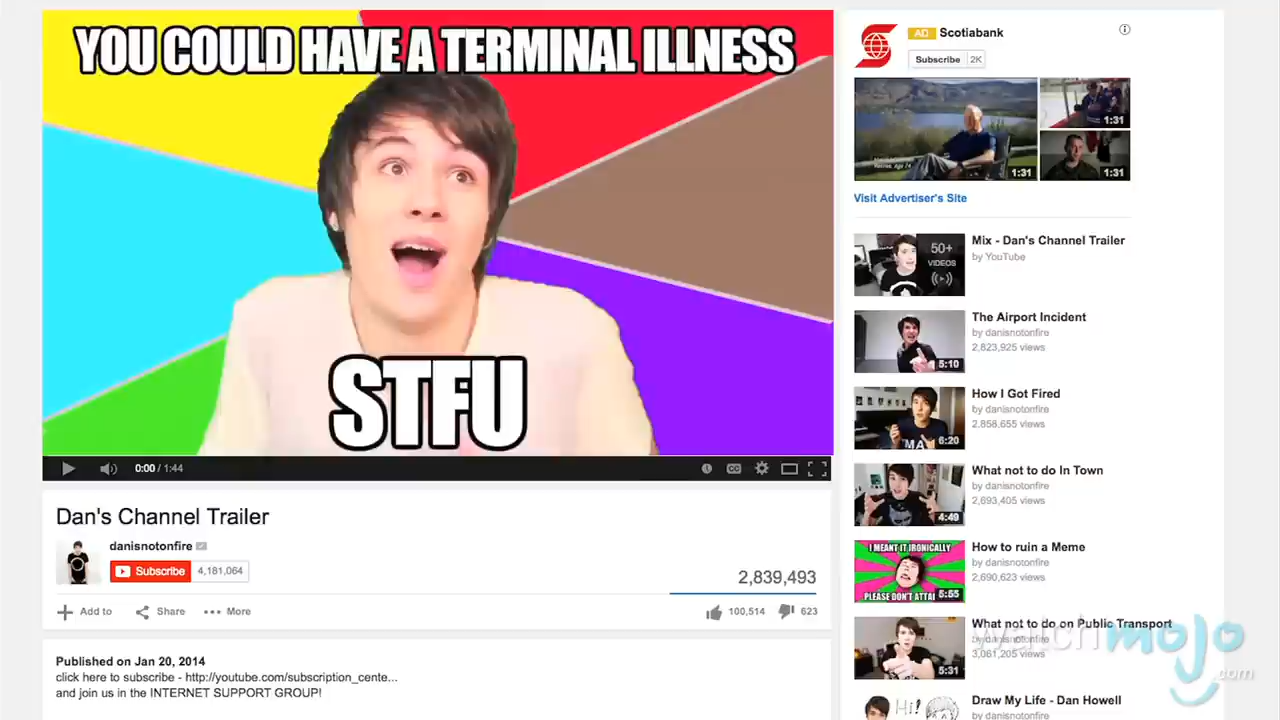 YOU COULD HAVE A TERMINAL ILLNESS
STFU
0:00 / 1:44
CC
Dan's Channel Trailer
danisnotonfire
Subscribe 4,181,064
2,839,493
Add to Share More
100,514 623
Published on Jan 20, 2014
click here to subscribe - http://youtube.com/subscription_cente...
and join us in the INTERNET SUPPORT GROUP!
AD Scotiabank
Subscribe 2K
1:31
1:31
1:31
Visit Advertiser's Site
50+
VIDEOS
Mix - Dan's Channel Trailer
by YouTube
5:10
The Airport Incident
by danisnotonfire
2,823,925 views
6:20
How I Got Fired
by danisnotonfire
2,858,655 views
4:49
What not to do In Town
by danisnotonfire
2,693,405 views
I MEANT IT IRONICALLY
PLEASE DON'T
5:55
How to ruin a Meme
by danisnotonfire
2,690,623 views
5:31
What not to do on Public Transport
by danisnotonfire
3,061,205 views
Hi!
Draw My Life - Dan Howell
by danisnotonfire
watchmojo
.com